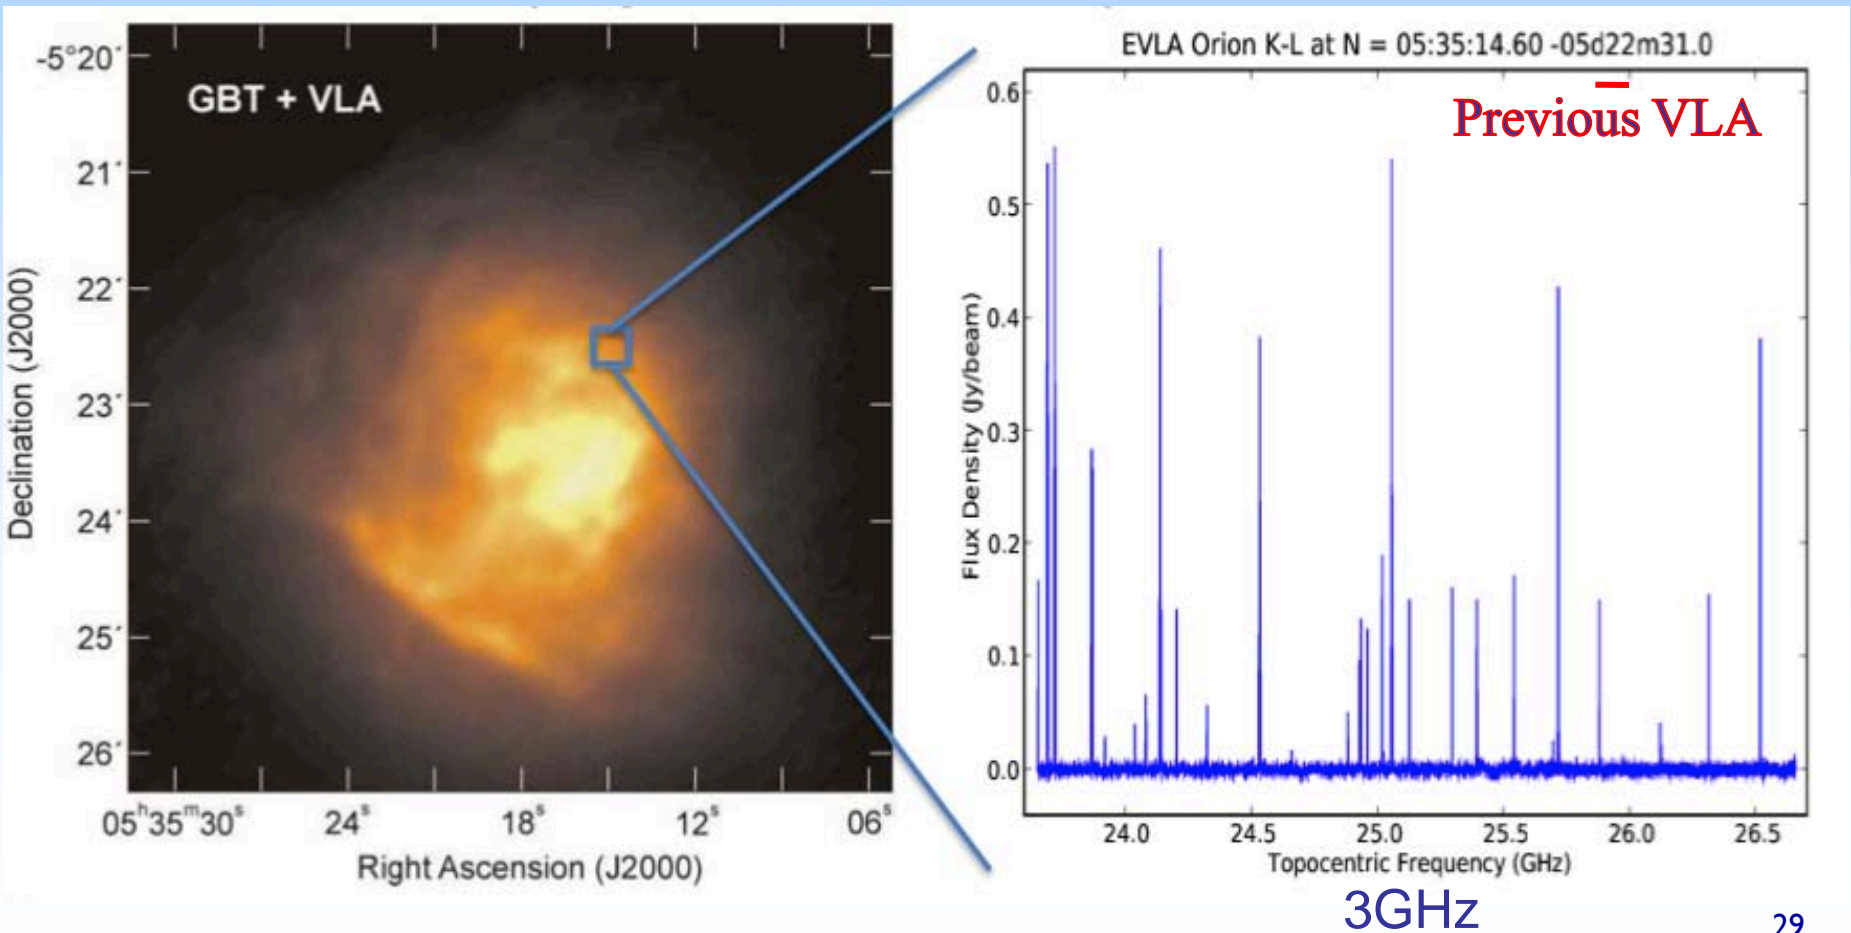 GBT + VLA
-5°20´
21´
22´
23´
24´
25´
26´
Declination (J2000)
05ʰ35ᵐ30ˢ 24ˢ 18ˢ 12ˢ 06ˢ
Right Ascension (J2000)
EVLA Orion K-L at N = 05:35:14.60 -05d22m31.0
Previous VLA
0.6
0.5
0.4
0.3
0.2
0.1
0.0
Flux Density (Jy/beam)
24.0 24.5 25.0 25.5 26.0 26.5
Topocentric Frequency (GHz)
3GHz
29